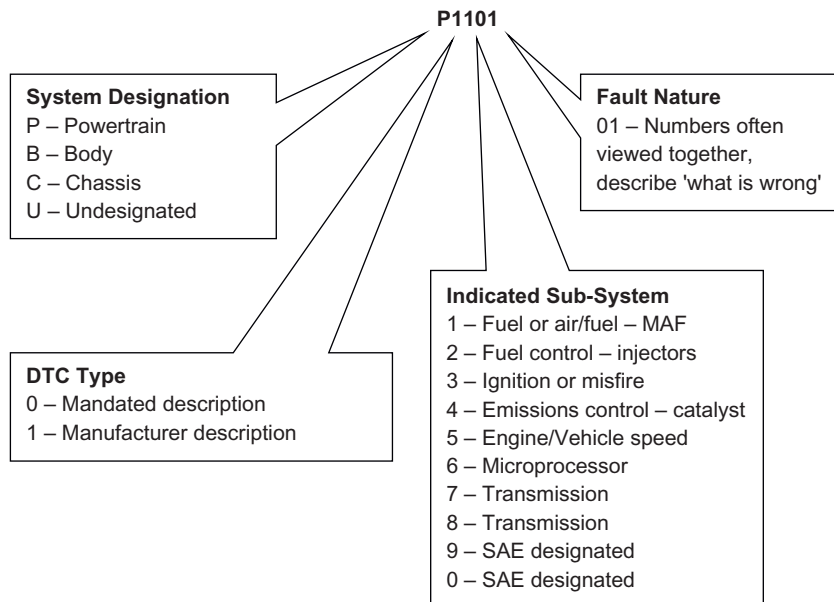 P1101
System Designation
P – Powertrain
B – Body
C – Chassis
U – Undesignated
Fault Nature
01 – Numbers often
viewed together,
describe 'what is wrong'
DTC Type
0 – Mandated description
1 – Manufacturer description
Indicated Sub-System
1 – Fuel or air/fuel – MAF
2 – Fuel control – injectors
3 – Ignition or misfire
4 – Emissions control – catalyst
5 – Engine/Vehicle speed
6 – Microprocessor
7 – Transmission
8 – Transmission
9 – SAE designated
0 – SAE designated